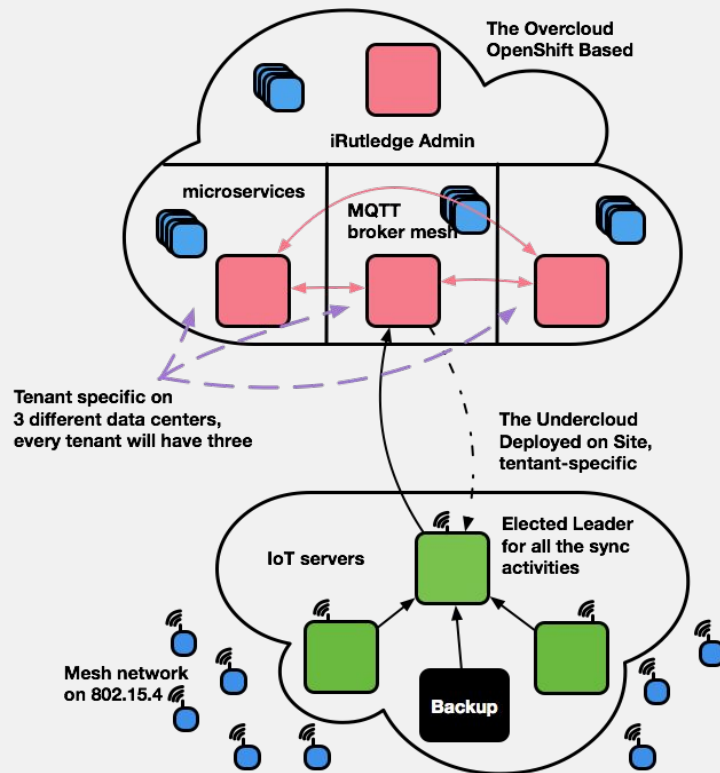 The Overcloud
OpenShift Based
iRutledge Admin
microservices
MQTT
broker mesh
Tenant specific on
3 different data centers,
every tenant will have three
The Undercloud
Deployed on Site,
tentant-specific
Elected Leader
for all the sync
activities
IoT servers
Mesh network
on 802.15.4
Backup